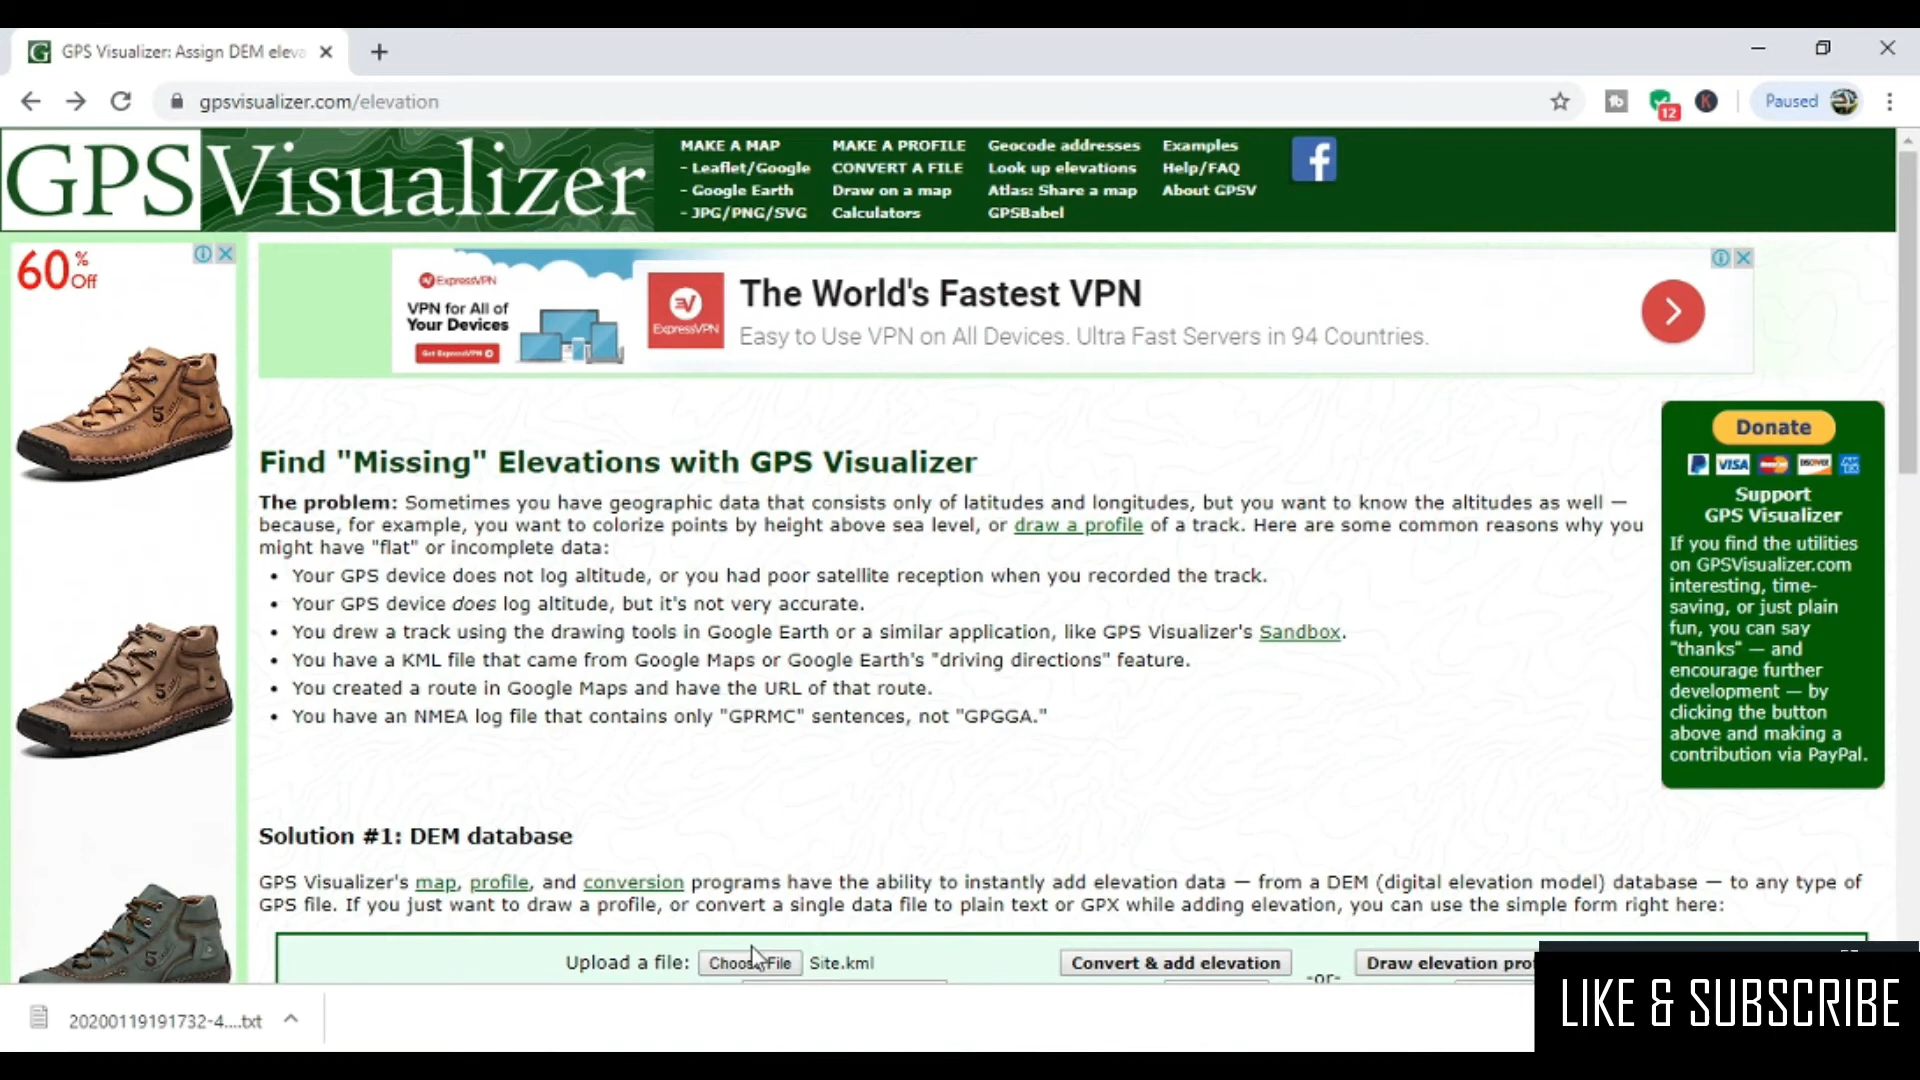 GPS Visualizer: Assign DEM eleva
gpsvisualizer.com/elevation
12
K
Paused
GPSVisualizer
MAKE A MAP
- Leaflet/Google
- Google Earth
- JPG/PNG/SVG
MAKE A PROFILE
CONVERT A FILE
Draw on a map
Calculators
Geocode addresses
Look up elevations
Atlas: Share a map
GPSBabel
Examples
Help/FAQ
About GPSV
60% Off
5
5
ExpressVPN
VPN for All of
Your Devices
Get ExpressVPN
ExpressVPN
The World's Fastest VPN
Easy to Use VPN on All Devices. Ultra Fast Servers in 94 Countries.
Find "Missing" Elevations with GPS Visualizer
The problem: Sometimes you have geographic data that consists only of latitudes and longitudes, but you want to know the altitudes as well —
because, for example, you want to colorize points by height above sea level, or draw a profile of a track. Here are some common reasons why you
might have "flat" or incomplete data:
• Your GPS device does not log altitude, or you had poor satellite reception when you recorded the track.
• Your GPS device does log altitude, but it's not very accurate.
• You drew a track using the drawing tools in Google Earth or a similar application, like GPS Visualizer's Sandbox.
• You have a KML file that came from Google Maps or Google Earth's "driving directions" feature.
• You created a route in Google Maps and have the URL of that route.
• You have an NMEA log file that contains only "GPRMC" sentences, not "GPGGA."
Donate
VISA
DISCOVER
Support
GPS Visualizer
If you find the utilities
on GPSVisualizer.com
interesting, time-
saving, or just plain
fun, you can say
"thanks" — and
encourage further
development — by
clicking the button
above and making a
contribution via PayPal.
Solution #1: DEM database
GPS Visualizer's map, profile, and conversion programs have the ability to instantly add elevation data — from a DEM (digital elevation model) database — to any type of
GPS file. If you just want to draw a profile, or convert a single data file to plain text or GPX while adding elevation, you can use the simple form right here:
Upload a file: Choose File Site.kml
Convert & add elevation
-or-
Draw elevation pro
20200119191732-4....txt
LIKE & SUBSCRIBE